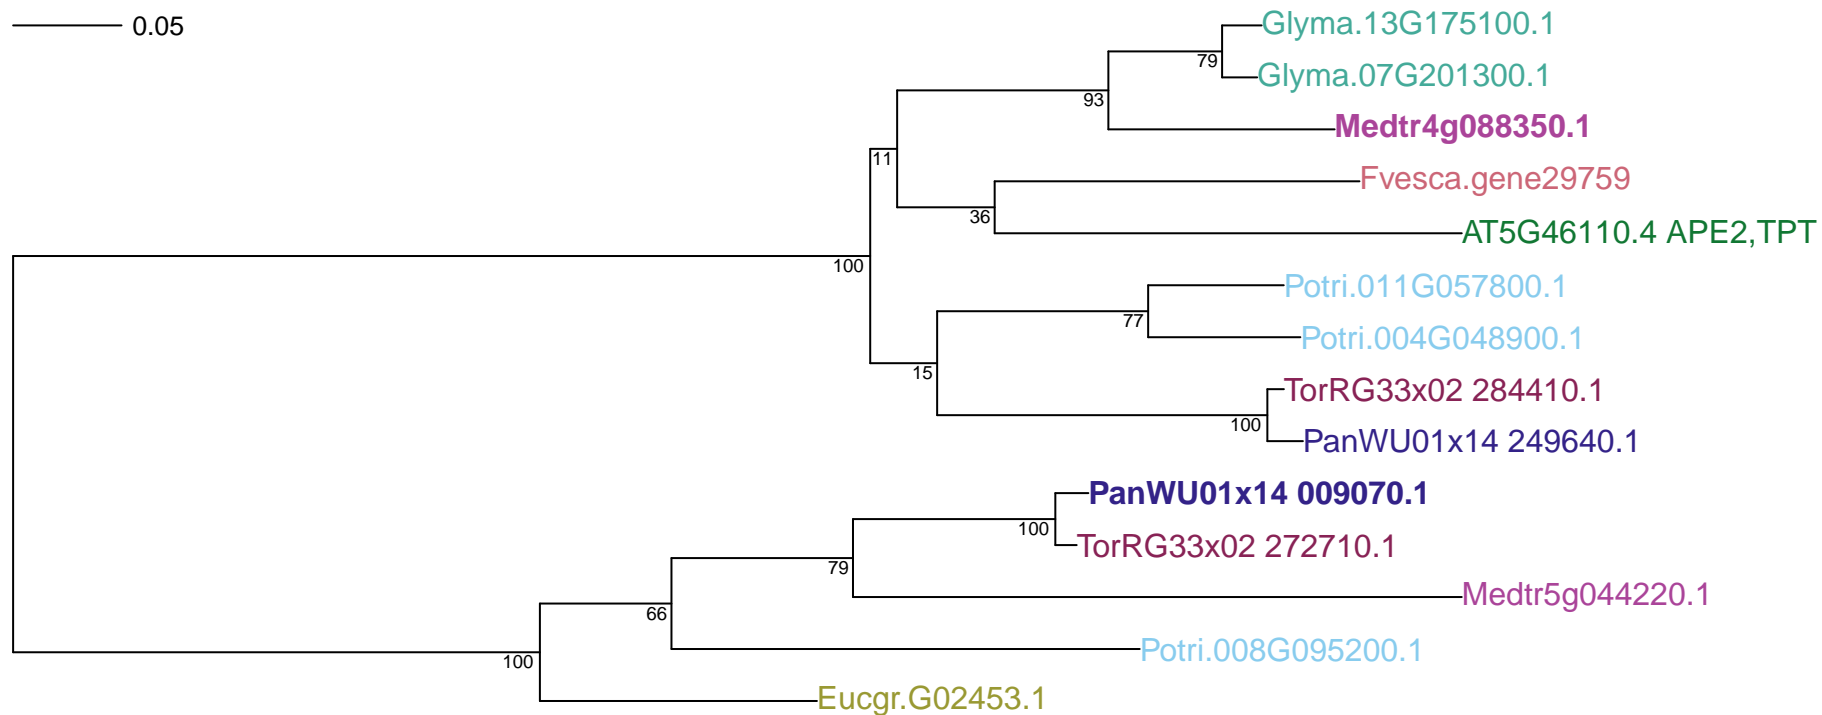 0.05
Glyma.13G175100.1
79
Glyma.07G201300.1
93
Medtr4g088350.1
11
Fvesca.gene29759
36
AT5G46110.4 APE2,TPT
100
Potri.011G057800.1
77
Potri.004G048900.1
15
TorRG33x02 284410.1
100
PanWU01x14 249640.1
PanWU01x14 009070.1
100
TorRG33x02 272710.1
79
Medtr5g044220.1
66
Potri.008G095200.1
100
Eucgr.G02453.1